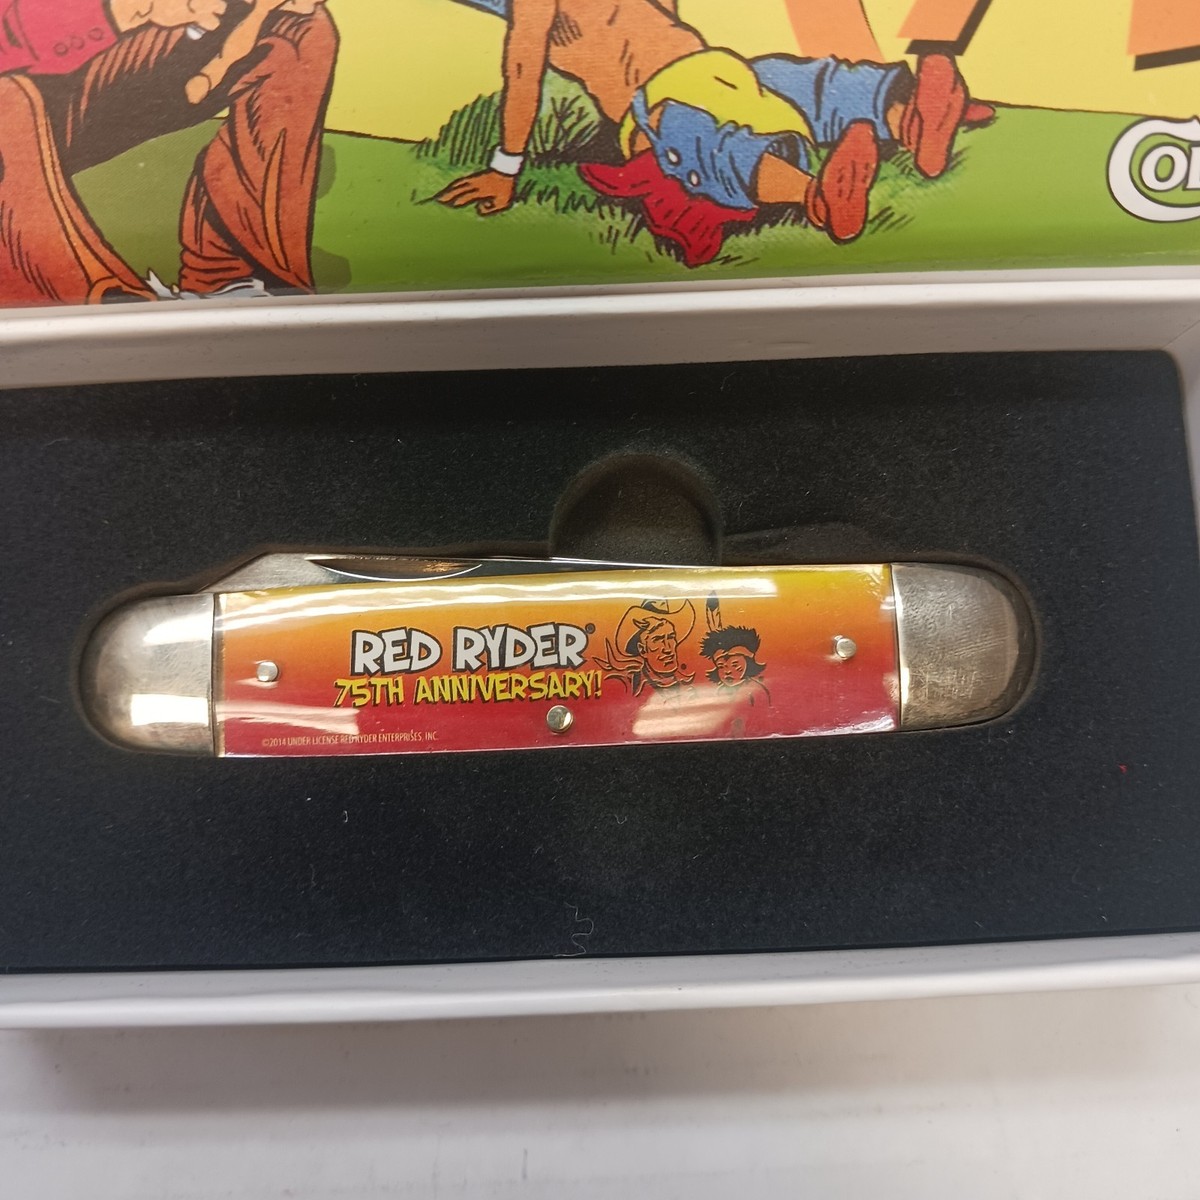 RED RYDER®
75TH ANNIVERSARY!
©2014 UNDER LICENSE RED RYDER ENTERPRISES, INC.